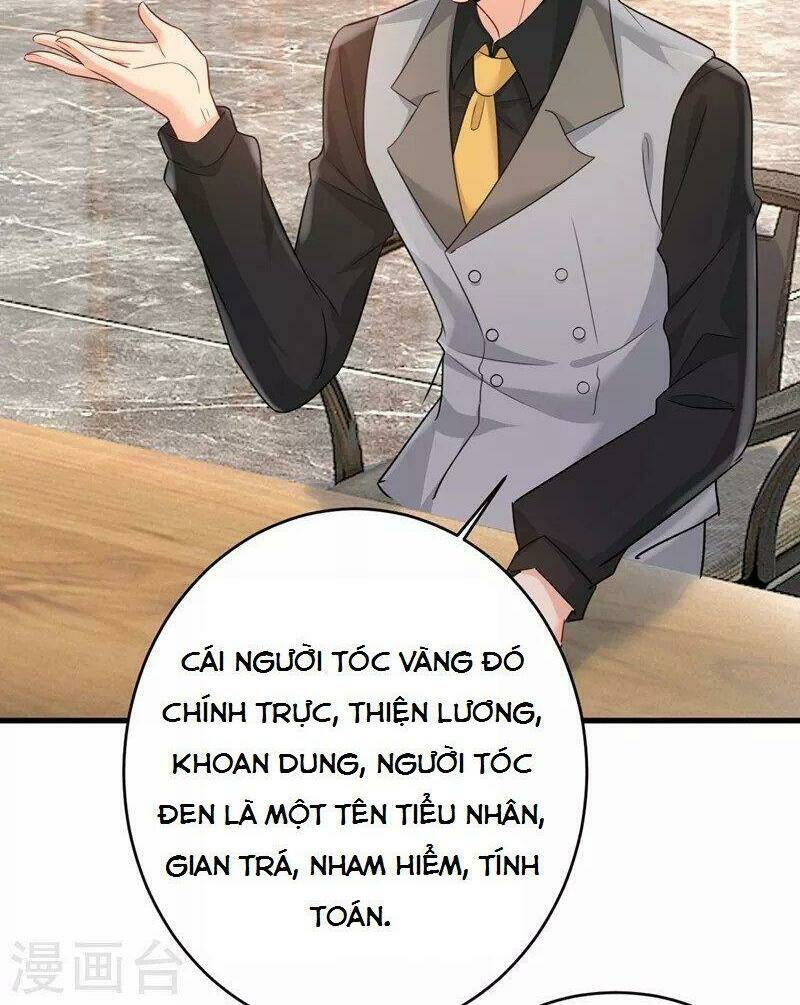 CÁI NGƯỜI TÓC VÀNG ĐÓ
CHÍNH TRỰC, THIỆN LƯƠNG,
KHOAN DUNG, NGƯỜI TÓC
ĐEN LÀ MỘT TÊN TIỂU NHÂN,
GIAN TRÁ, NHAM HIỂM, TÍNH
TOÁN.
漫画台